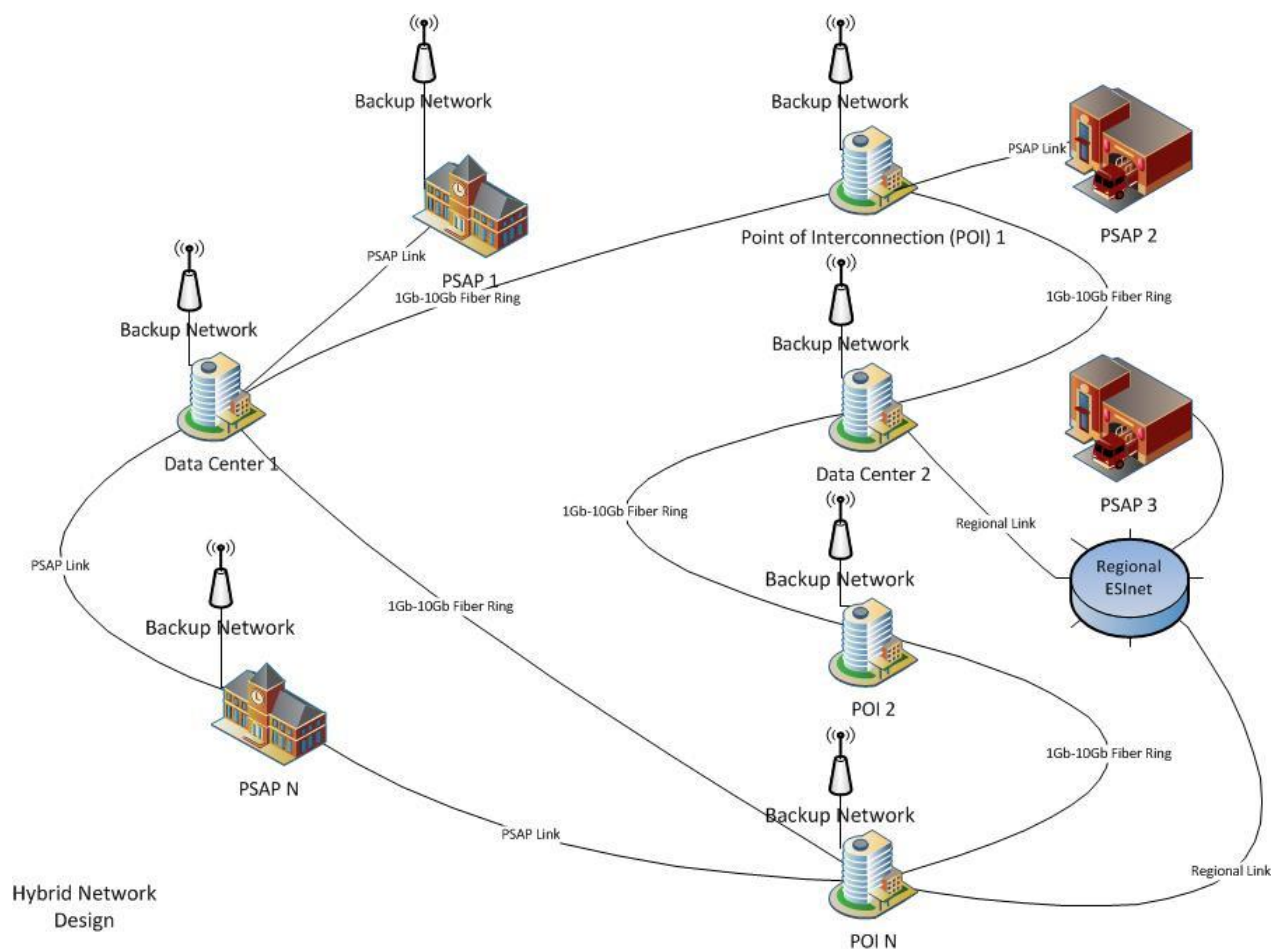 Backup Network
Backup Network
PSAP Link
PSAP 2
Point of Interconnection (POI) 1
PSAP Link
PSAP 1
1Gb-10Gb Fiber Ring
1Gb-10Gb Fiber Ring
Backup Network
Backup Network
Data Center 1
Data Center 2
PSAP 3
1Gb-10Gb Fiber Ring
Regional Link
PSAP Link
Regional
ESInet
Backup Network
1Gb-10Gb Fiber Ring
Backup Network
POI 2
1Gb-10Gb Fiber Ring
PSAP N
Backup Network
PSAP Link
Regional Link
Hybrid Network
Design
POI N